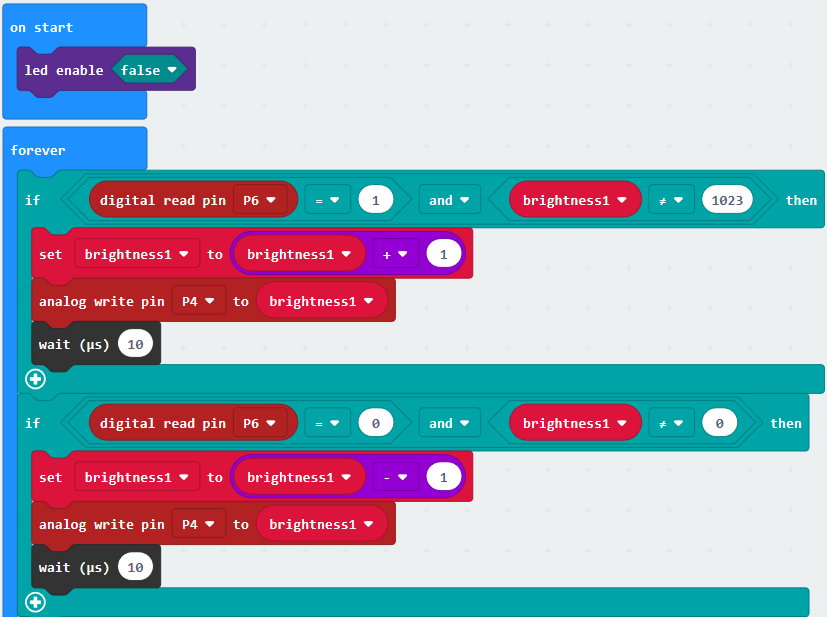 on start
led enable false
forever
if digital read pin P6 = 1 and brightness1 ≠ 1023 then
set brightness1 to brightness1 + 1
analog write pin P4 to brightness1
wait (µs) 10
if digital read pin P6 = 0 and brightness1 ≠ 0 then
set brightness1 to brightness1 - 1
analog write pin P4 to brightness1
wait (µs) 10